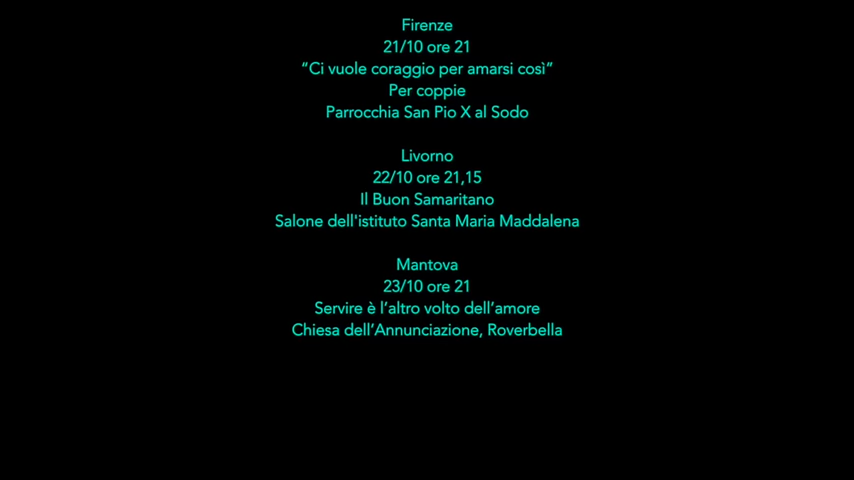 Firenze
21/10 ore 21
“Ci vuole coraggio per amarsi così”
Per coppie
Parrocchia San Pio X al Sodo
Livorno
22/10 ore 21,15
Il Buon Samaritano
Salone dell'istituto Santa Maria Maddalena
Mantova
23/10 ore 21
Servire è l’altro volto dell’amore
Chiesa dell’Annunciazione, Roverbella